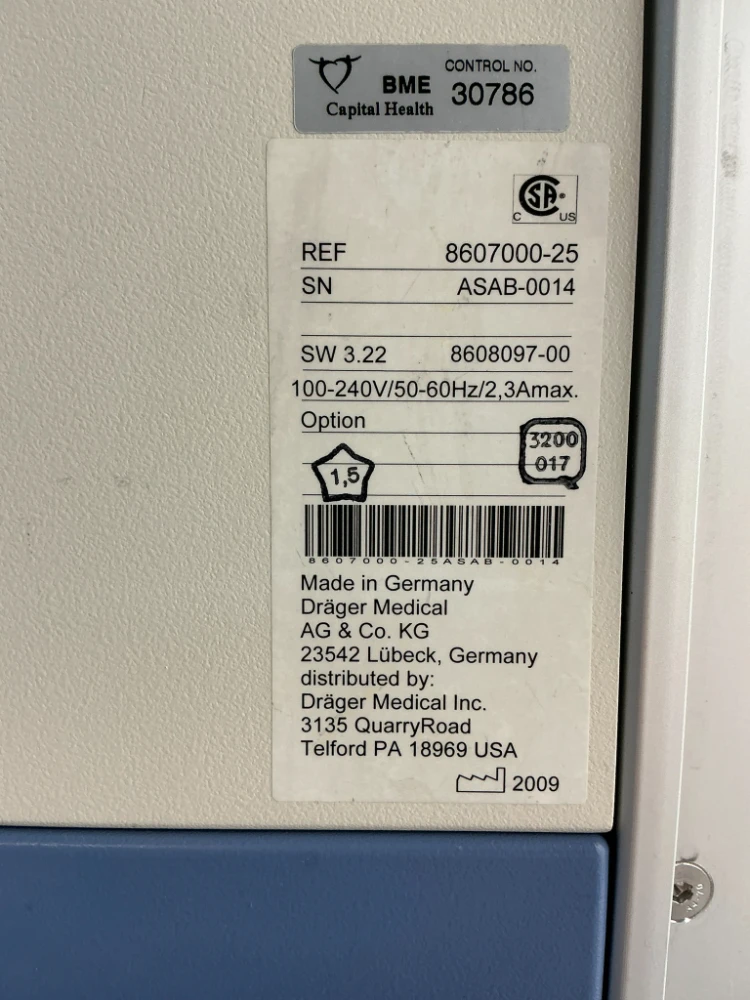 BME
Capital Health
CONTROL NO.
30786
CSA
C US
REF 8607000-25
SN ASAB-0014
SW 3.22 8608097-00
100-240V/50-60Hz/2,3Amax.
Option
1,5
3200
017
8607000-25ASAB-0014
Made in Germany
Dräger Medical
AG & Co. KG
23542 Lübeck, Germany
distributed by:
Dräger Medical Inc.
3135 QuarryRoad
Telford PA 18969 USA
2009